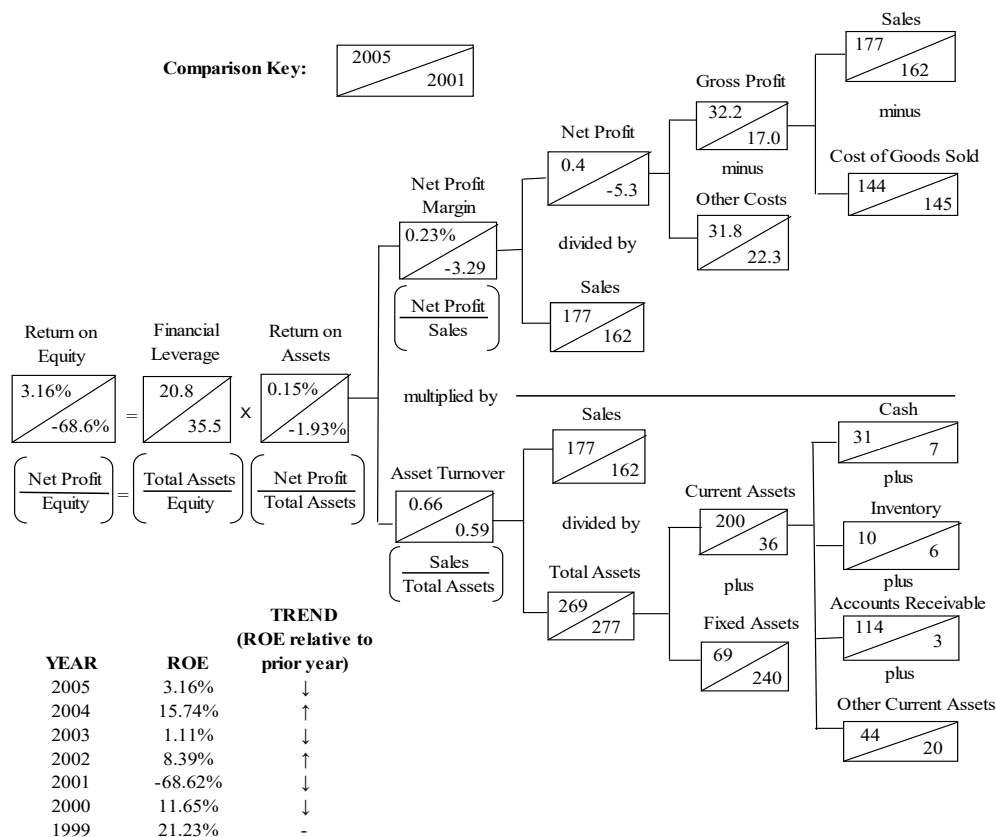 Comparison Key:
2005
2001
Sales
177
162
minus
Gross Profit
32.2
17.0
minus
Cost of Goods Sold
144
145
Net Profit
0.4
-5.3
Other Costs
31.8
22.3
Net Profit
Margin
0.23%
-3.29
Net Profit
Sales
divided by
Sales
177
162
Return on
Equity
3.16%
-68.6%
=
Financial
Leverage
20.8
35.5
x
Return on
Assets
0.15%
-1.93%
Net Profit
Equity
=
Total Assets
Equity
Net Profit
Total Assets
multiplied by
Asset Turnover
0.66
0.59
Sales
Total Assets
Sales
177
162
divided by
Total Assets
269
277
Current Assets
200
36
plus
Fixed Assets
69
240
Cash
31
7
plus
Inventory
10
6
plus
Accounts Receivable
114
3
plus
Other Current Assets
44
20
TREND
(ROE relative to
YEAR ROE prior year)
2005 3.16% ↓
2004 15.74% ↑
2003 1.11% ↓
2002 8.39% ↑
2001 -68.62% ↓
2000 11.65% ↓
1999 21.23% -